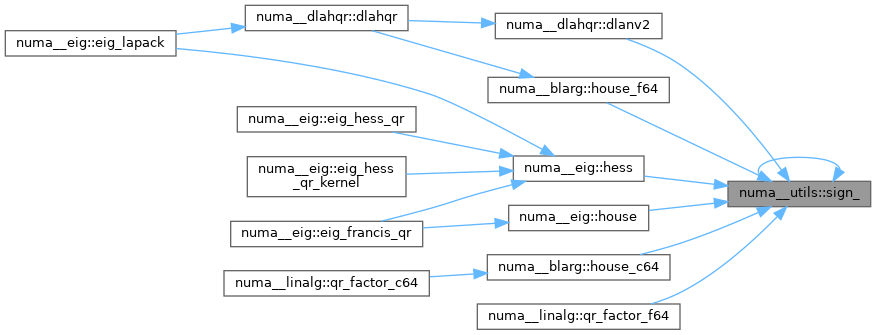 numa__dlahqr::dlahqr
numa__dlahqr::dlanv2
numa__eig::eig_lapack
numa__blarg::house_f64
numa__eig::eig_hess_qr
numa__eig::eig_hess
_qr_kernel
numa__eig::hess
numa__utils::sign_
numa__eig::house
numa__eig::eig_francis_qr
numa__blarg::house_c64
numa__linalg::qr_factor_c64
numa__linalg::qr_factor_f64